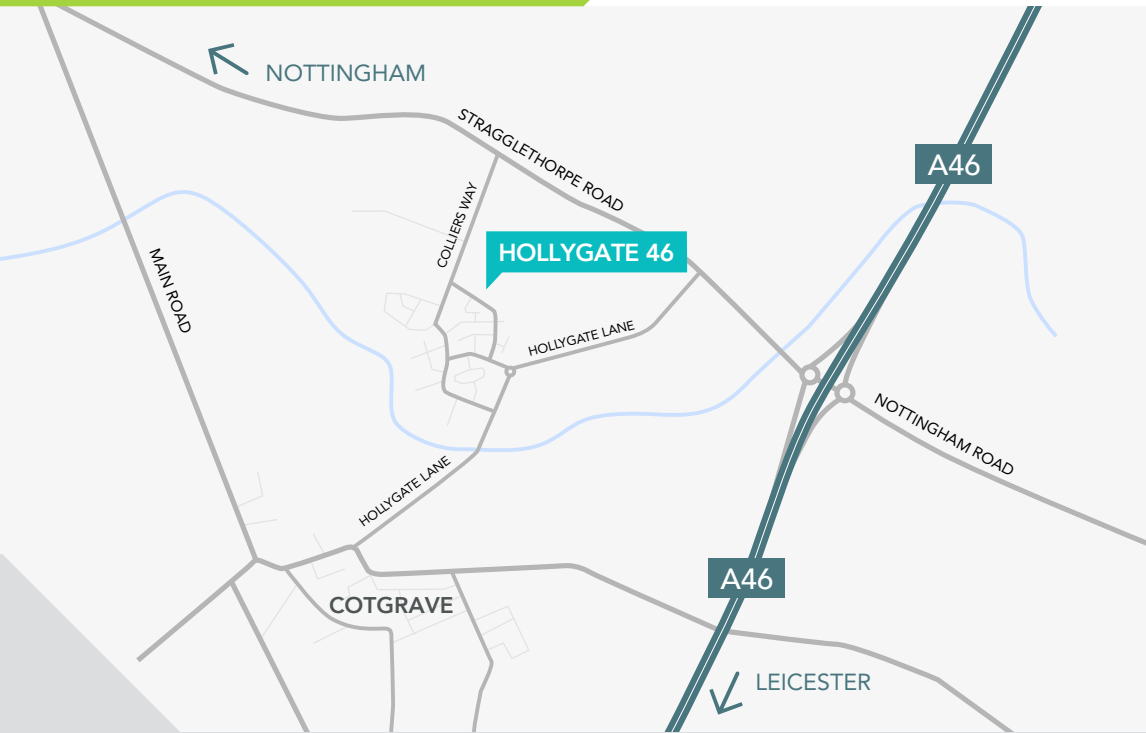 NOTTINGHAM
STRAGGLETHORPE ROAD
A46
COLLIERS WAY
HOLLYGATE 46
MAIN ROAD
HOLLYGATE LANE
NOTTINGHAM ROAD
HOLLYGATE LANE
A46
COTGRAVE
LEICESTER